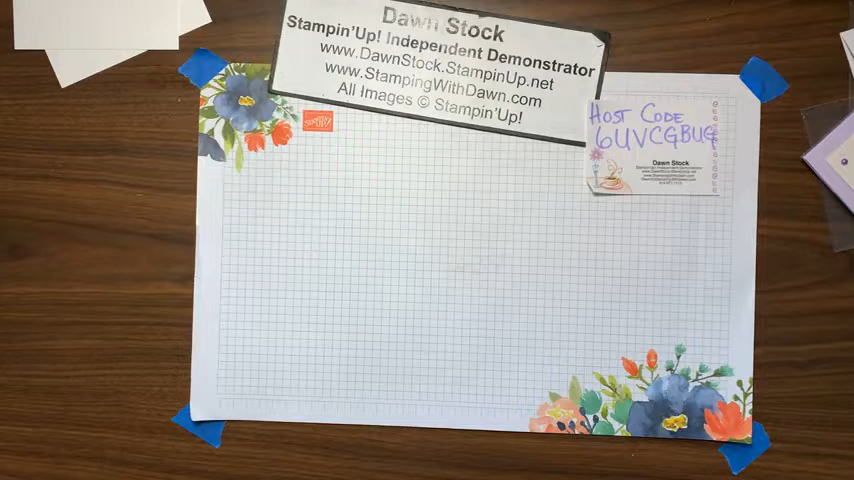 Dawn Stock
Stampin'Up! Independent Demonstrator
www.DawnStock.StampinUp.net
www.StampingWithDawn.com
All Images © Stampin'Up!
HOST CODE
6UVCGBUG
Dawn Stock